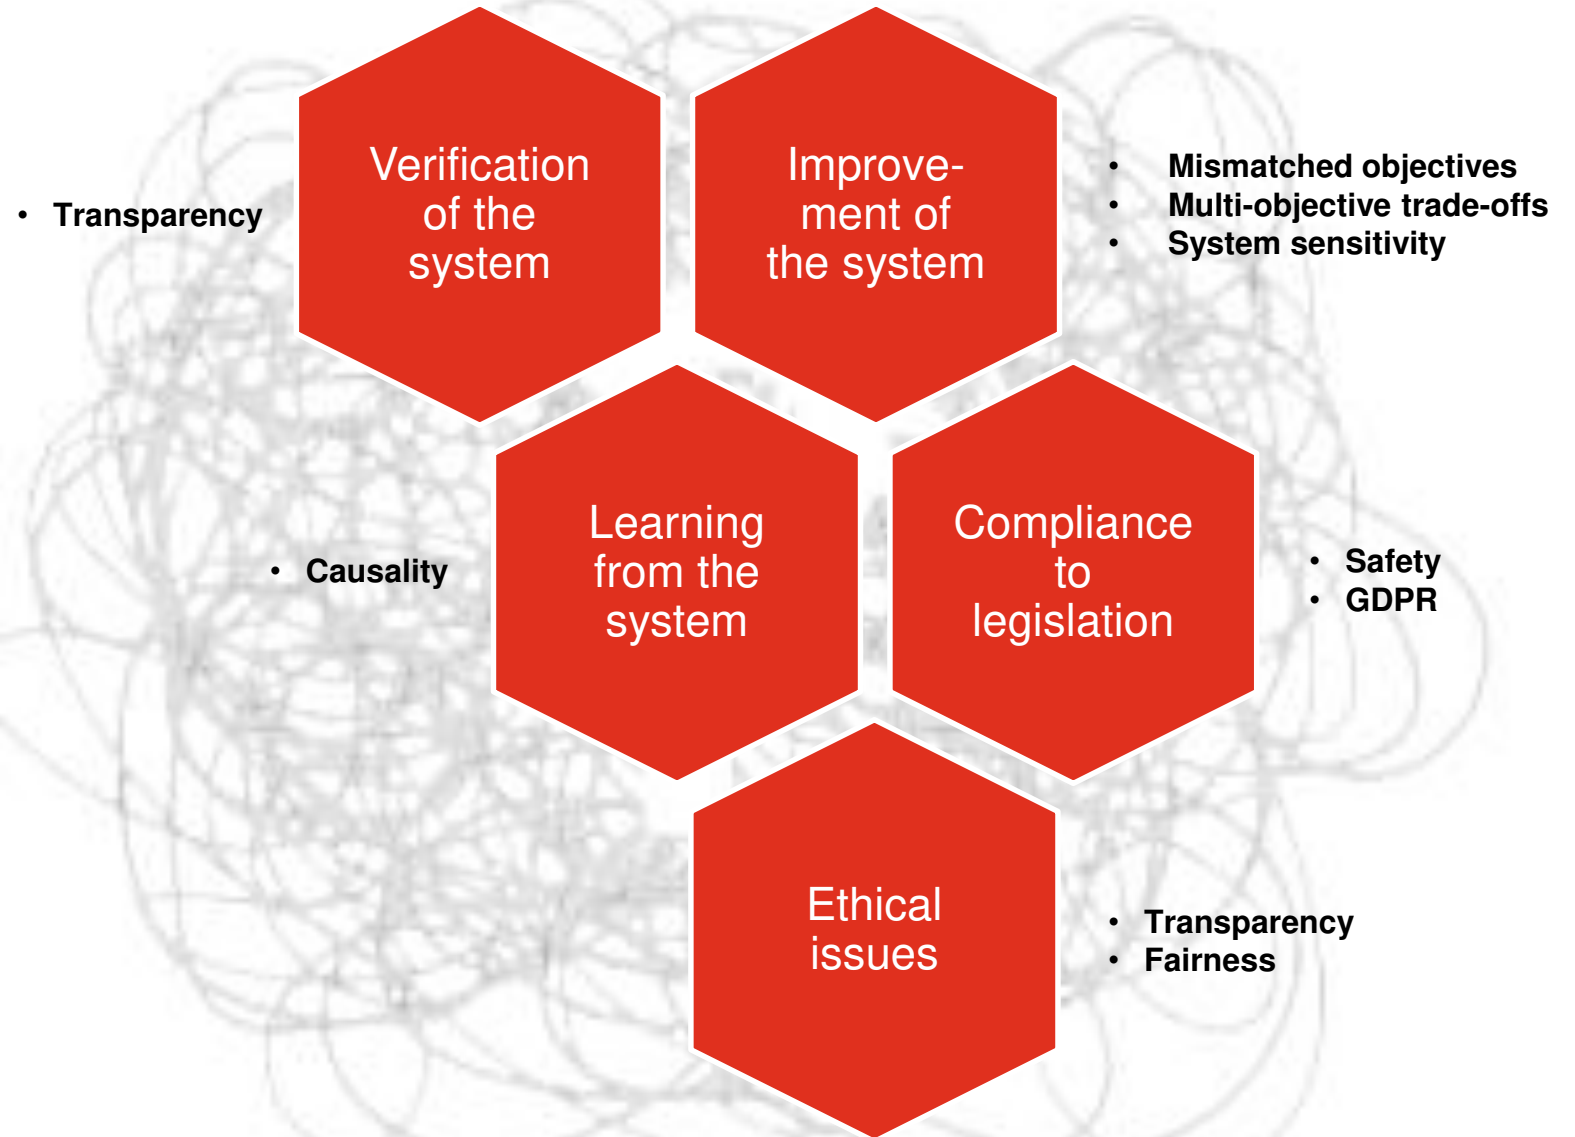 Verification
of the
system
• Transparency
Improve-
ment of
the system
• Mismatched objectives
• Multi-objective trade-offs
• System sensitivity
Learning
from the
system
• Causality
Compliance
to
legislation
• Safety
• GDPR
Ethical
issues
• Transparency
• Fairness